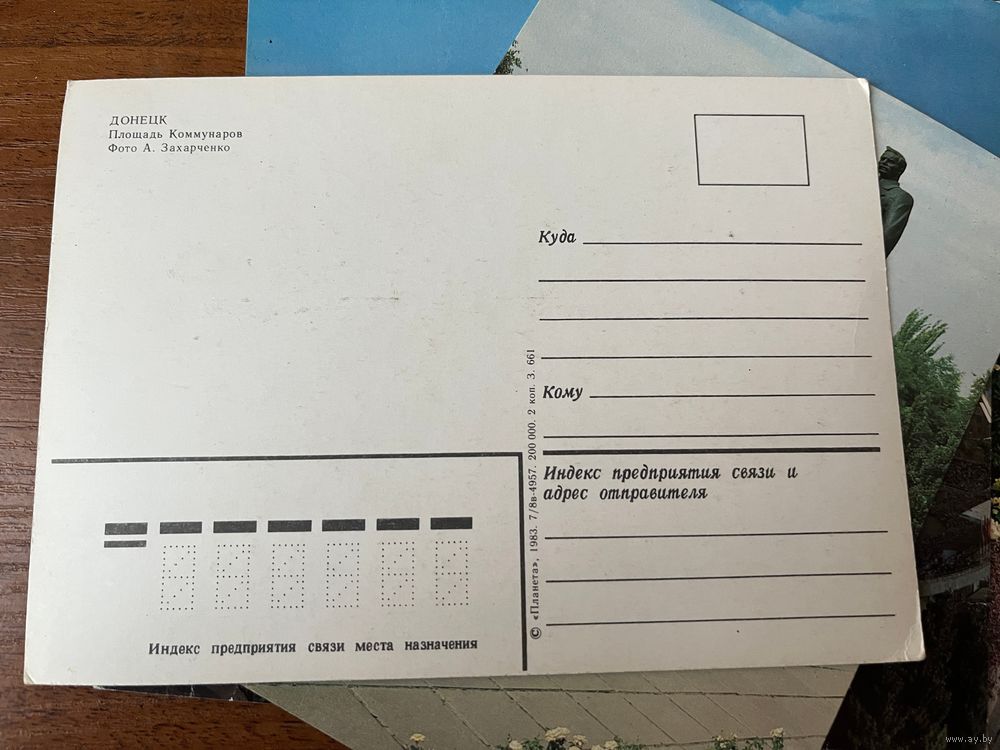 ДОНЕЦК
Площадь Коммунаров
Фото А. Захарченко
Куда
Кому
Индекс предприятия связи и
адрес отправителя
© «Планета», 1983. 7/8в-4957. 200 000. 2 коп. З. 661
Индекс предприятия связи места назначения
www.ay.by